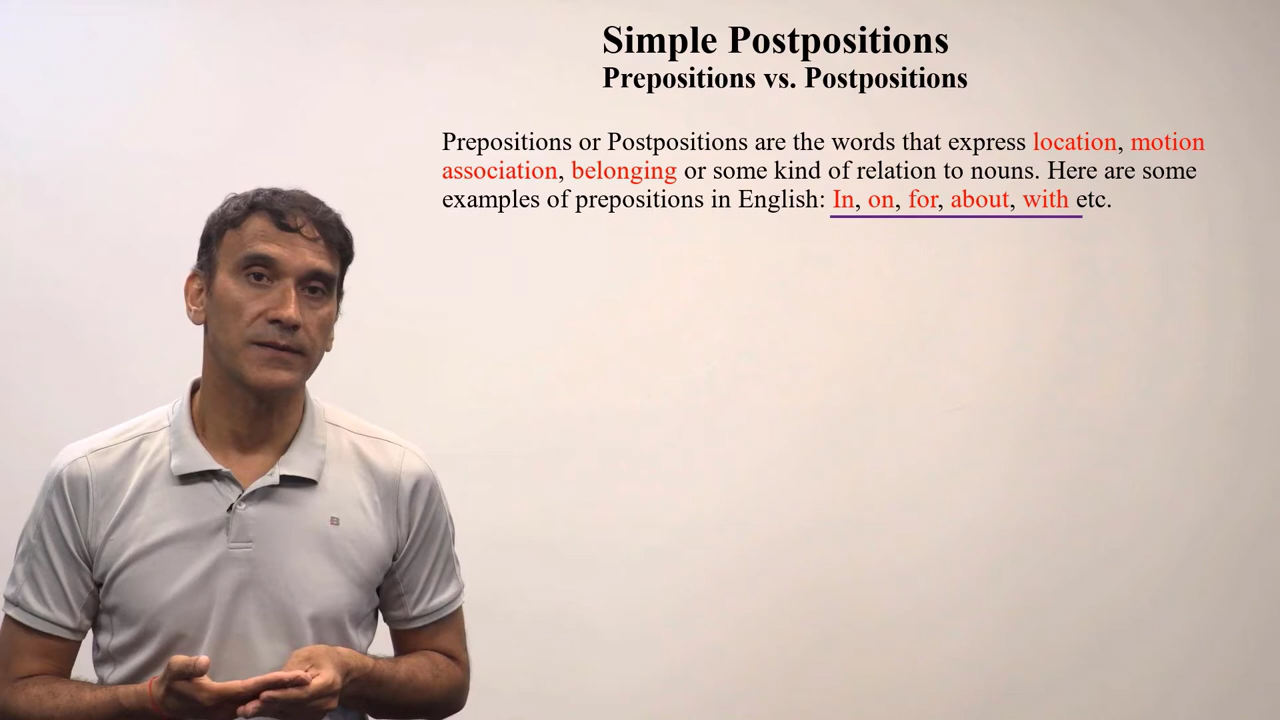 Simple Postpositions
Prepositions vs. Postpositions
Prepositions or Postpositions are the words that express location, motion
association, belonging or some kind of relation to nouns. Here are some
examples of prepositions in English: In, on, for, about, with etc.